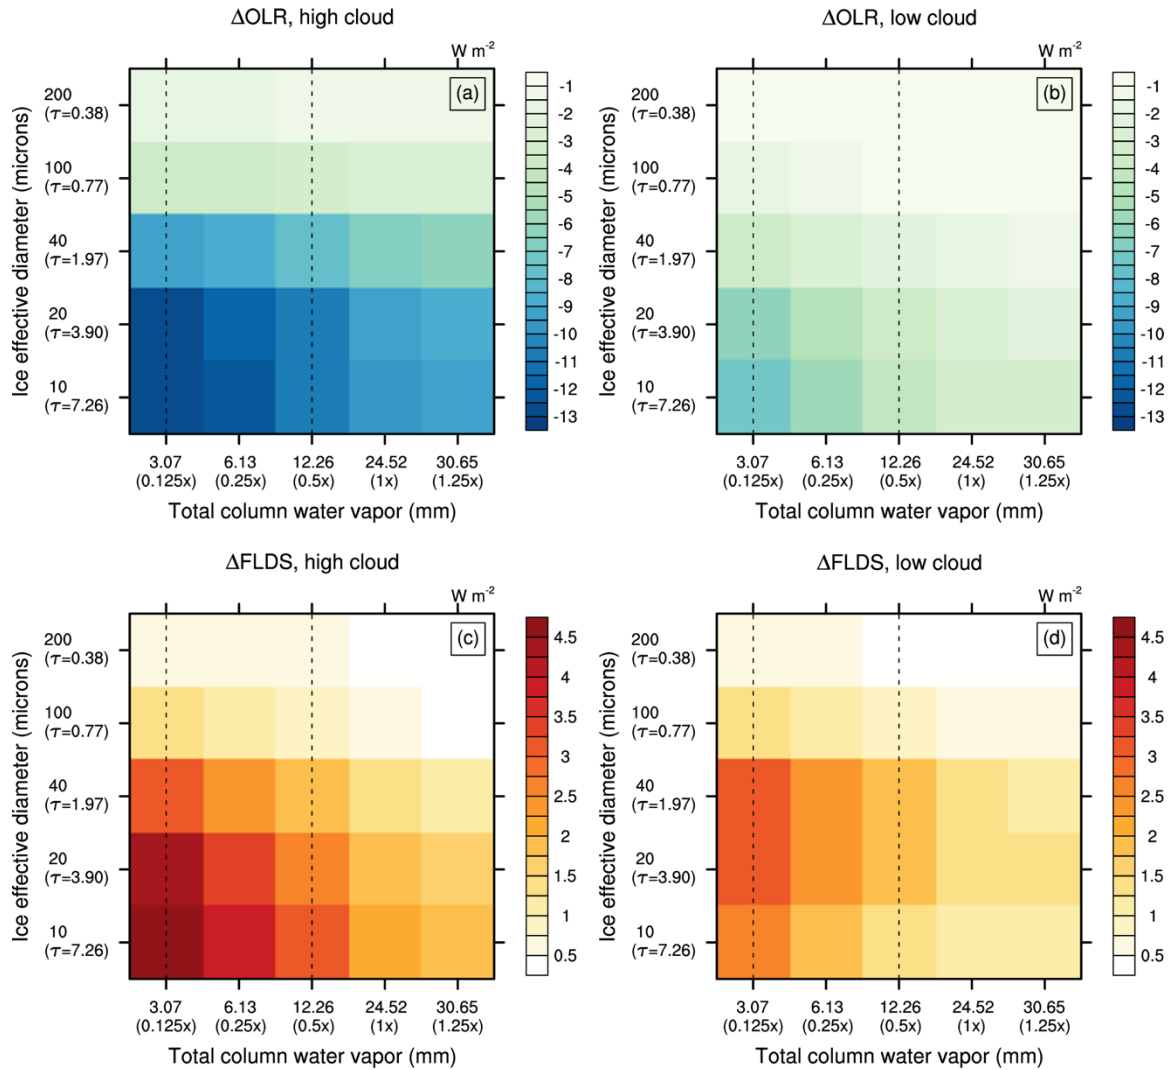 ΔOLR, high cloud
W m-2
(a)
Ice effective diameter (microns)
200
(τ=0.38)
100
(τ=0.77)
40
(τ=1.97)
20
(τ=3.90)
10
(τ=7.26)
3.07
(0.125x)
6.13
(0.25x)
12.26
(0.5x)
24.52
(1x)
30.65
(1.25x)
Total column water vapor (mm)
-1
-2
-3
-4
-5
-6
-7
-8
-9
-10
-11
-12
-13
ΔOLR, low cloud
W m-2
(b)
Ice effective diameter (microns)
200
(τ=0.38)
100
(τ=0.77)
40
(τ=1.97)
20
(τ=3.90)
10
(τ=7.26)
3.07
(0.125x)
6.13
(0.25x)
12.26
(0.5x)
24.52
(1x)
30.65
(1.25x)
Total column water vapor (mm)
-1
-2
-3
-4
-5
-6
-7
-8
-9
-10
-11
-12
-13
ΔFLDS, high cloud
W m-2
(c)
Ice effective diameter (microns)
200
(τ=0.38)
100
(τ=0.77)
40
(τ=1.97)
20
(τ=3.90)
10
(τ=7.26)
3.07
(0.125x)
6.13
(0.25x)
12.26
(0.5x)
24.52
(1x)
30.65
(1.25x)
Total column water vapor (mm)
4.5
4
3.5
3
2.5
2
1.5
1
0.5
ΔFLDS, low cloud
W m-2
(d)
Ice effective diameter (microns)
200
(τ=0.38)
100
(τ=0.77)
40
(τ=1.97)
20
(τ=3.90)
10
(τ=7.26)
3.07
(0.125x)
6.13
(0.25x)
12.26
(0.5x)
24.52
(1x)
30.65
(1.25x)
Total column water vapor (mm)
4.5
4
3.5
3
2.5
2
1.5
1
0.5